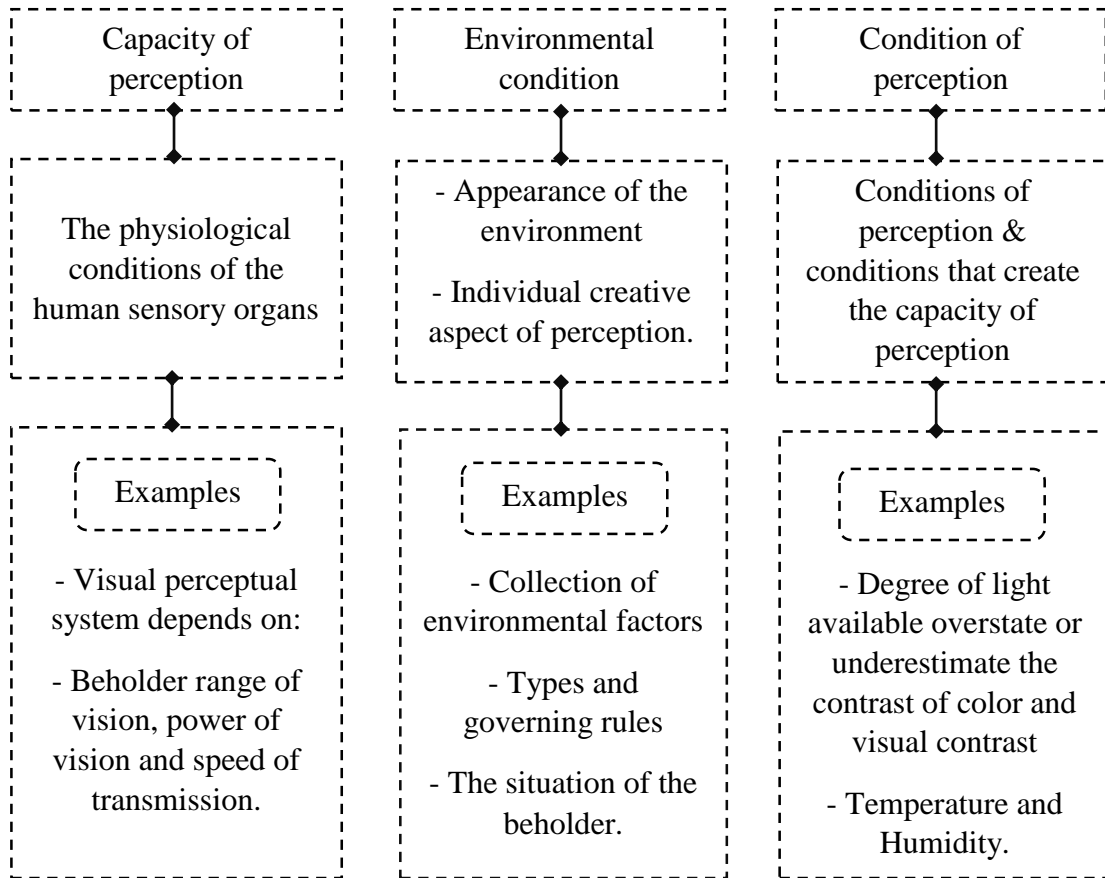 Capacity of
perception
The physiological
conditions of the
human sensory organs
Examples
- Visual perceptual
system depends on:
- Beholder range of
vision, power of
vision and speed of
transmission.
Environmental
condition
- Appearance of the
environment
- Individual creative
aspect of perception.
Examples
- Collection of
environmental factors
- Types and
governing rules
- The situation of the
beholder.
Condition of
perception
Conditions of
perception &
conditions that create
the capacity of
perception
Examples
- Degree of light
available overstate or
underestimate the
contrast of color and
visual contrast
- Temperature and
Humidity.